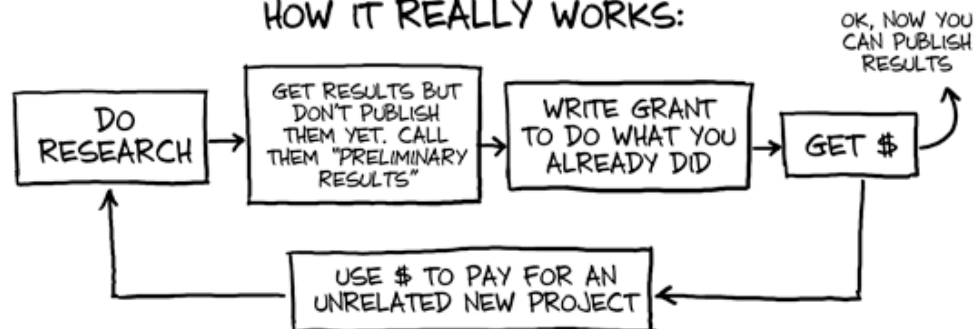 HOW IT REALLY WORKS:
OK, NOW YOU
CAN PUBLISH
RESULTS
DO
RESEARCH
GET RESULTS BUT
DON'T PUBLISH
THEM YET. CALL
THEM "PRELIMINARY
RESULTS"
WRITE GRANT
TO DO WHAT YOU
ALREADY DID
GET $
USE $ TO PAY FOR AN
UNRELATED NEW PROJECT